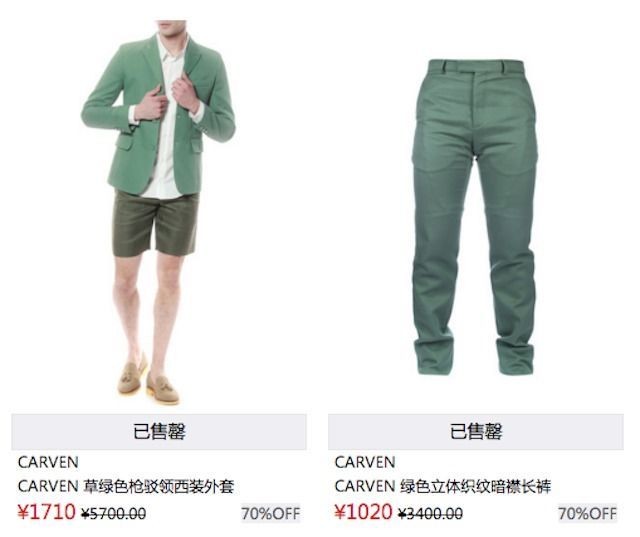 已售罄
CARVEN
CARVEN 草绿色枪驳领西装外套
¥1710 ¥5700.00 70%OFF
已售罄
CARVEN
CARVEN 绿色立体织纹暗襟长裤
¥1020 ¥3400.00 70%OFF